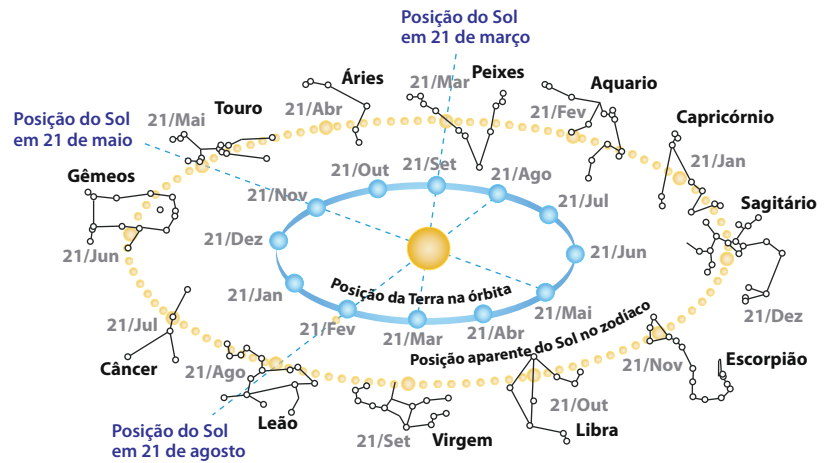 Posição do Sol
em 21 de março
Áries
Peixes
Aquario
21/Mar
Touro
21/Abr
21/Fev
Capricórnio
Posição do Sol
em 21 de maio
21/Mai
21/Out
21/Set
21/Ago
21/Jan
Gêmeos
21/Nov
21/Jul
Sagitário
21/Dez
21/Jun
21/Jun
21/Jan
Posição da Terra na órbita
21/Mai
21/Jul
21/Fev
21/Mar
21/Abr
21/Dez
Posição aparente do Sol no zodíaco
Câncer
21/Ago
21/Nov
Escorpião
21/Out
Leão
21/Set
Virgem
Libra
Posição do Sol
em 21 de agosto